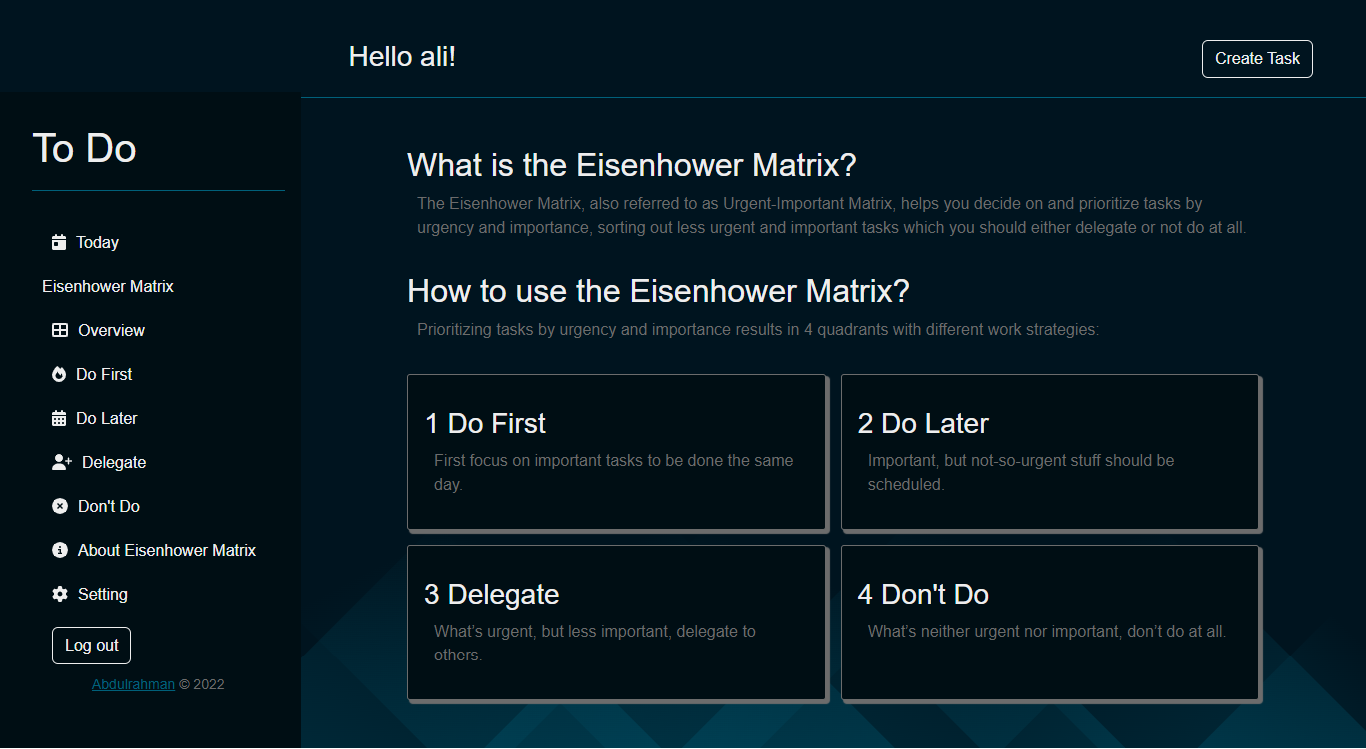 Hello ali!
Create Task
To Do
Today
Eisenhower Matrix
Overview
Do First
Do Later
Delegate
Don't Do
About Eisenhower Matrix
Setting
Log out
Abdulrahman © 2022
What is the Eisenhower Matrix?
The Eisenhower Matrix, also referred to as Urgent-Important Matrix, helps you decide on and prioritize tasks by
urgency and importance, sorting out less urgent and important tasks which you should either delegate or not do at all.
How to use the Eisenhower Matrix?
Prioritizing tasks by urgency and importance results in 4 quadrants with different work strategies:
1 Do First
First focus on important tasks to be done the same
day.
2 Do Later
Important, but not-so-urgent stuff should be
scheduled.
3 Delegate
What’s urgent, but less important, delegate to
others.
4 Don't Do
What’s neither urgent nor important, don’t do at all.